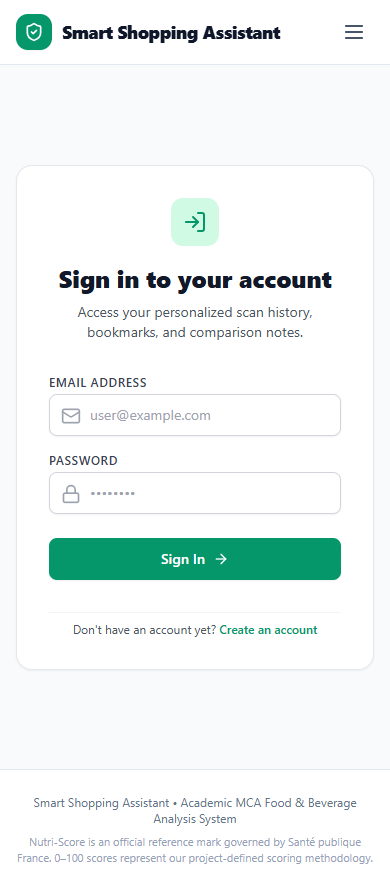 Smart Shopping Assistant
Sign in to your account
Access your personalized scan history,
bookmarks, and comparison notes.
EMAIL ADDRESS
user@example.com
PASSWORD
••••••••
Sign In →
Don't have an account yet? Create an account
Smart Shopping Assistant • Academic MCA Food & Beverage
Analysis System
Nutri-Score is an official reference mark governed by Santé publique
France. 0–100 scores represent our project-defined scoring methodology.